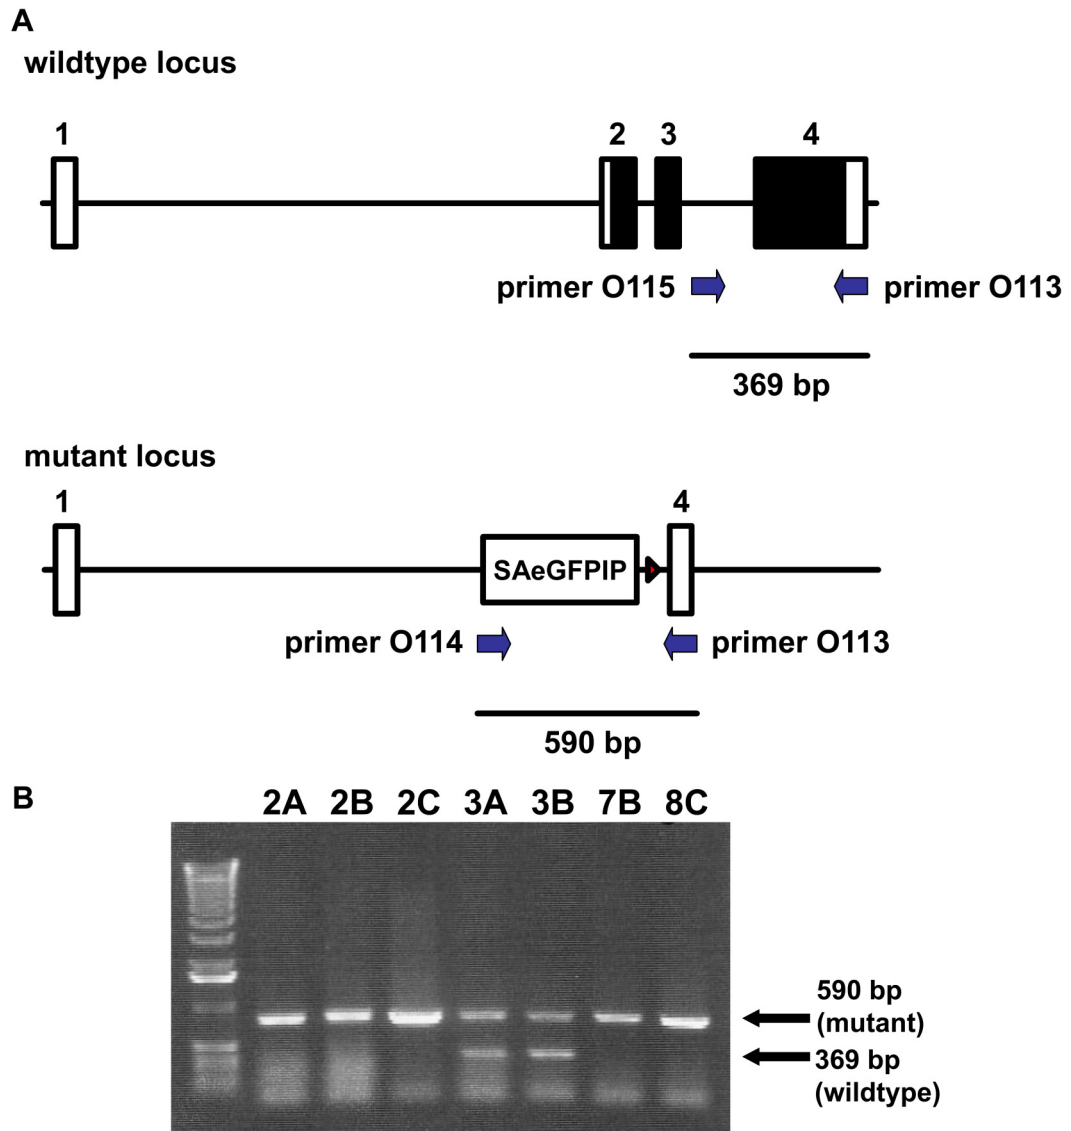 A
wildtype locus
1 2 3 4
primer O115 primer O113
369 bp
mutant locus
1 4
SAeGFPIP
primer O114 primer O113
590 bp
B
2A 2B 2C 3A 3B 7B 8C
590 bp
(mutant)
369 bp
(wildtype)